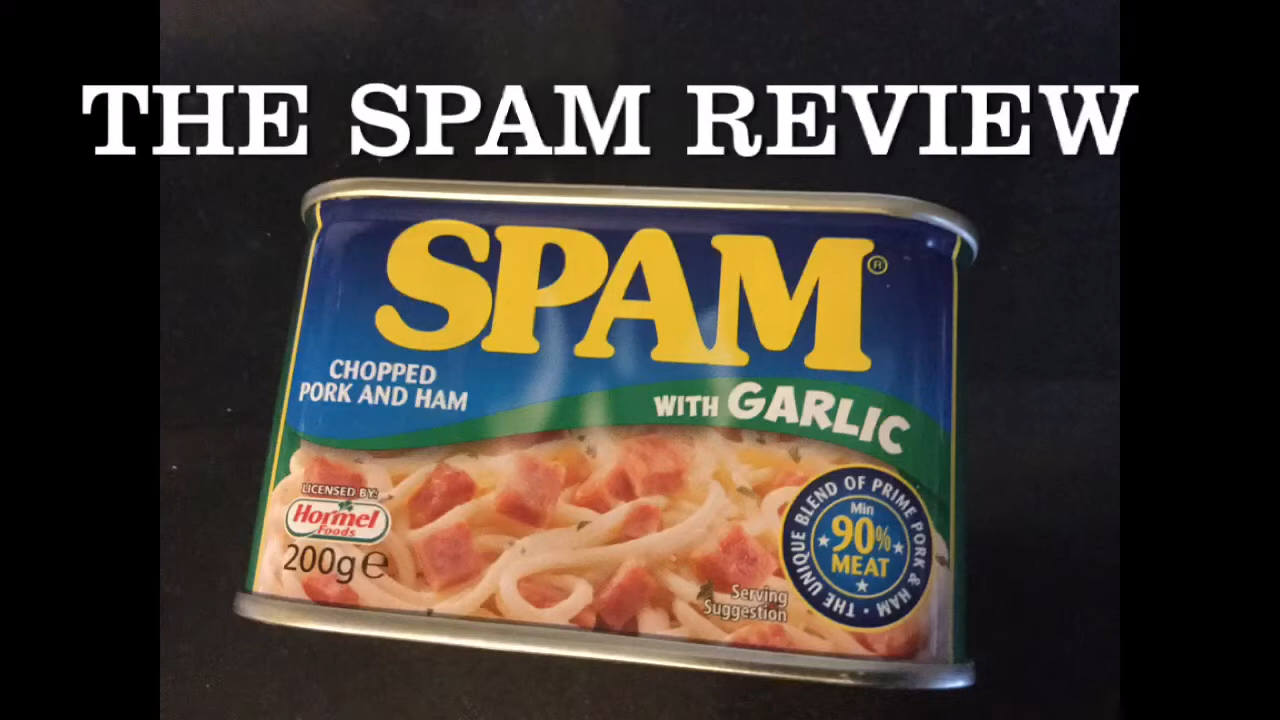 THE SPAM REVIEW
SPAM®
CHOPPED
PORK AND HAM
WITH GARLIC
LICENSED BY:
Hormel
Foods
200g℮
Serving
Suggestion
THE UNIQUE BLEND OF PRIME PORK & HAM •
Min
90%
MEAT